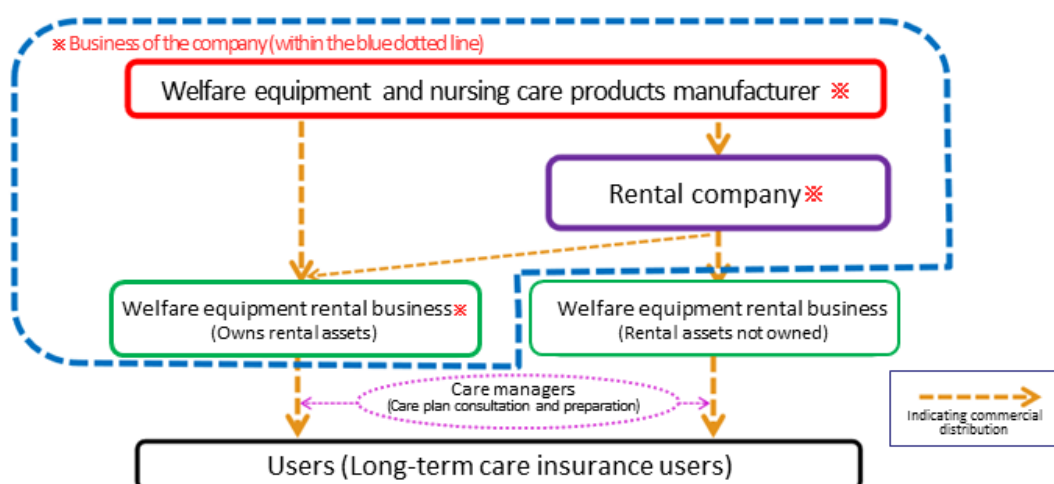 ※ Business of the company (within the blue dotted line)
Welfare equipment and nursing care products manufacturer ※
Rental company※
Welfare equipment rental business※
(Owns rental assets)
Welfare equipment rental business
(Rental assets not owned)
Care managers
(Care plan consultation and preparation)
Indicating commercial
distribution
Users (Long-term care insurance users)